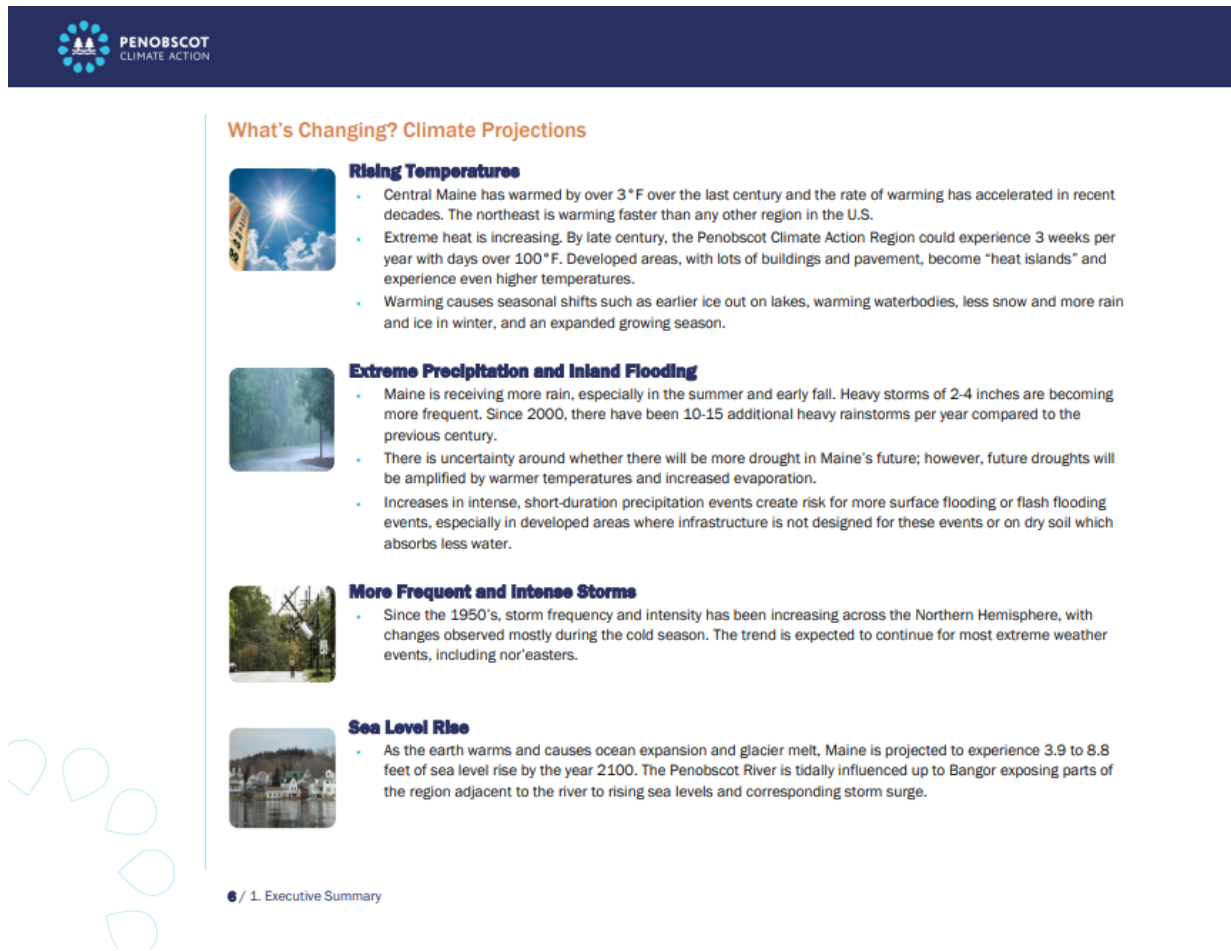 PENOBSCOT
CLIMATE ACTION
What's Changing? Climate Projections
Rising Temperatures
• Central Maine has warmed by over 3°F over the last century and the rate of warming has accelerated in recent
decades. The northeast is warming faster than any other region in the U.S.
• Extreme heat is increasing. By late century, the Penobscot Climate Action Region could experience 3 weeks per
year with days over 100°F. Developed areas, with lots of buildings and pavement, become “heat islands” and
experience even higher temperatures.
• Warming causes seasonal shifts such as earlier ice out on lakes, warming waterbodies, less snow and more rain
and ice in winter, and an expanded growing season.
Extreme Precipitation and Inland Flooding
• Maine is receiving more rain, especially in the summer and early fall. Heavy storms of 2-4 inches are becoming
more frequent. Since 2000, there have been 10-15 additional heavy rainstorms per year compared to the
previous century.
• There is uncertainty around whether there will be more drought in Maine's future; however, future droughts will
be amplified by warmer temperatures and increased evaporation.
• Increases in intense, short-duration precipitation events create risk for more surface flooding or flash flooding
events, especially in developed areas where infrastructure is not designed for these events or on dry soil which
absorbs less water.
More Frequent and Intense Storms
• Since the 1950's, storm frequency and intensity has been increasing across the Northern Hemisphere, with
changes observed mostly during the cold season. The trend is expected to continue for most extreme weather
events, including nor'easters.
Sea Level Rise
• As the earth warms and causes ocean expansion and glacier melt, Maine is projected to experience 3.9 to 8.8
feet of sea level rise by the year 2100. The Penobscot River is tidally influenced up to Bangor exposing parts of
the region adjacent to the river to rising sea levels and corresponding storm surge.
6 / 1. Executive Summary